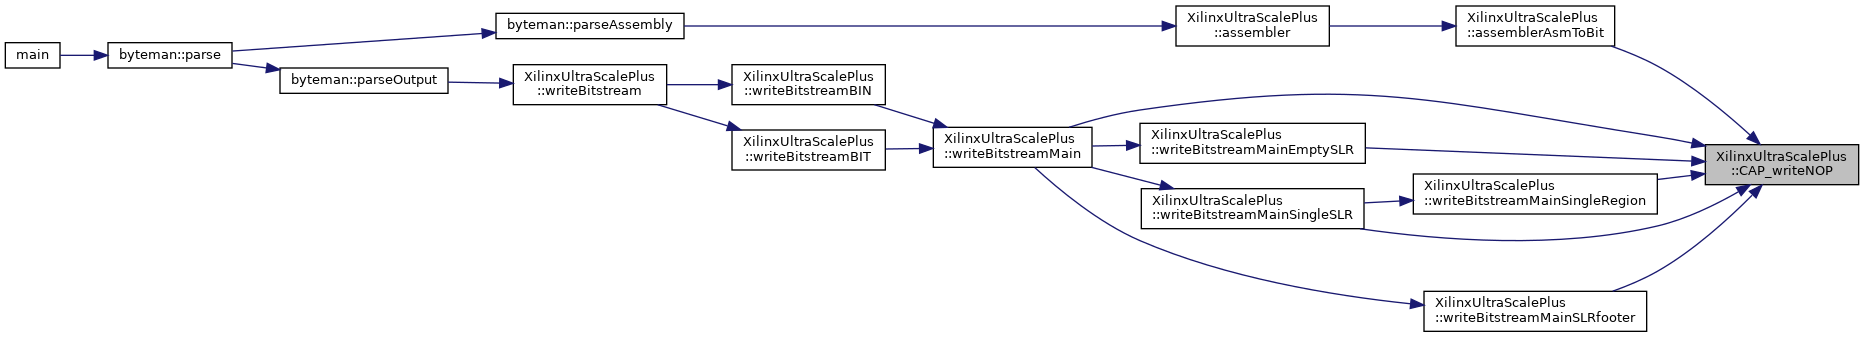 main
byteman::parse
byteman::parseAssembly
byteman::parseOutput
XilinxUltraScalePlus
::writeBitstream
XilinxUltraScalePlus
::writeBitstreamBIN
XilinxUltraScalePlus
::writeBitstreamBIT
XilinxUltraScalePlus
::writeBitstreamMain
XilinxUltraScalePlus
::assembler
XilinxUltraScalePlus
::writeBitstreamMainEmptySLR
XilinxUltraScalePlus
::writeBitstreamMainSingleSLR
XilinxUltraScalePlus
::assemblerAsmToBit
XilinxUltraScalePlus
::writeBitstreamMainSingleRegion
XilinxUltraScalePlus
::writeBitstreamMainSLRfooter
XilinxUltraScalePlus
::CAP_writeNOP